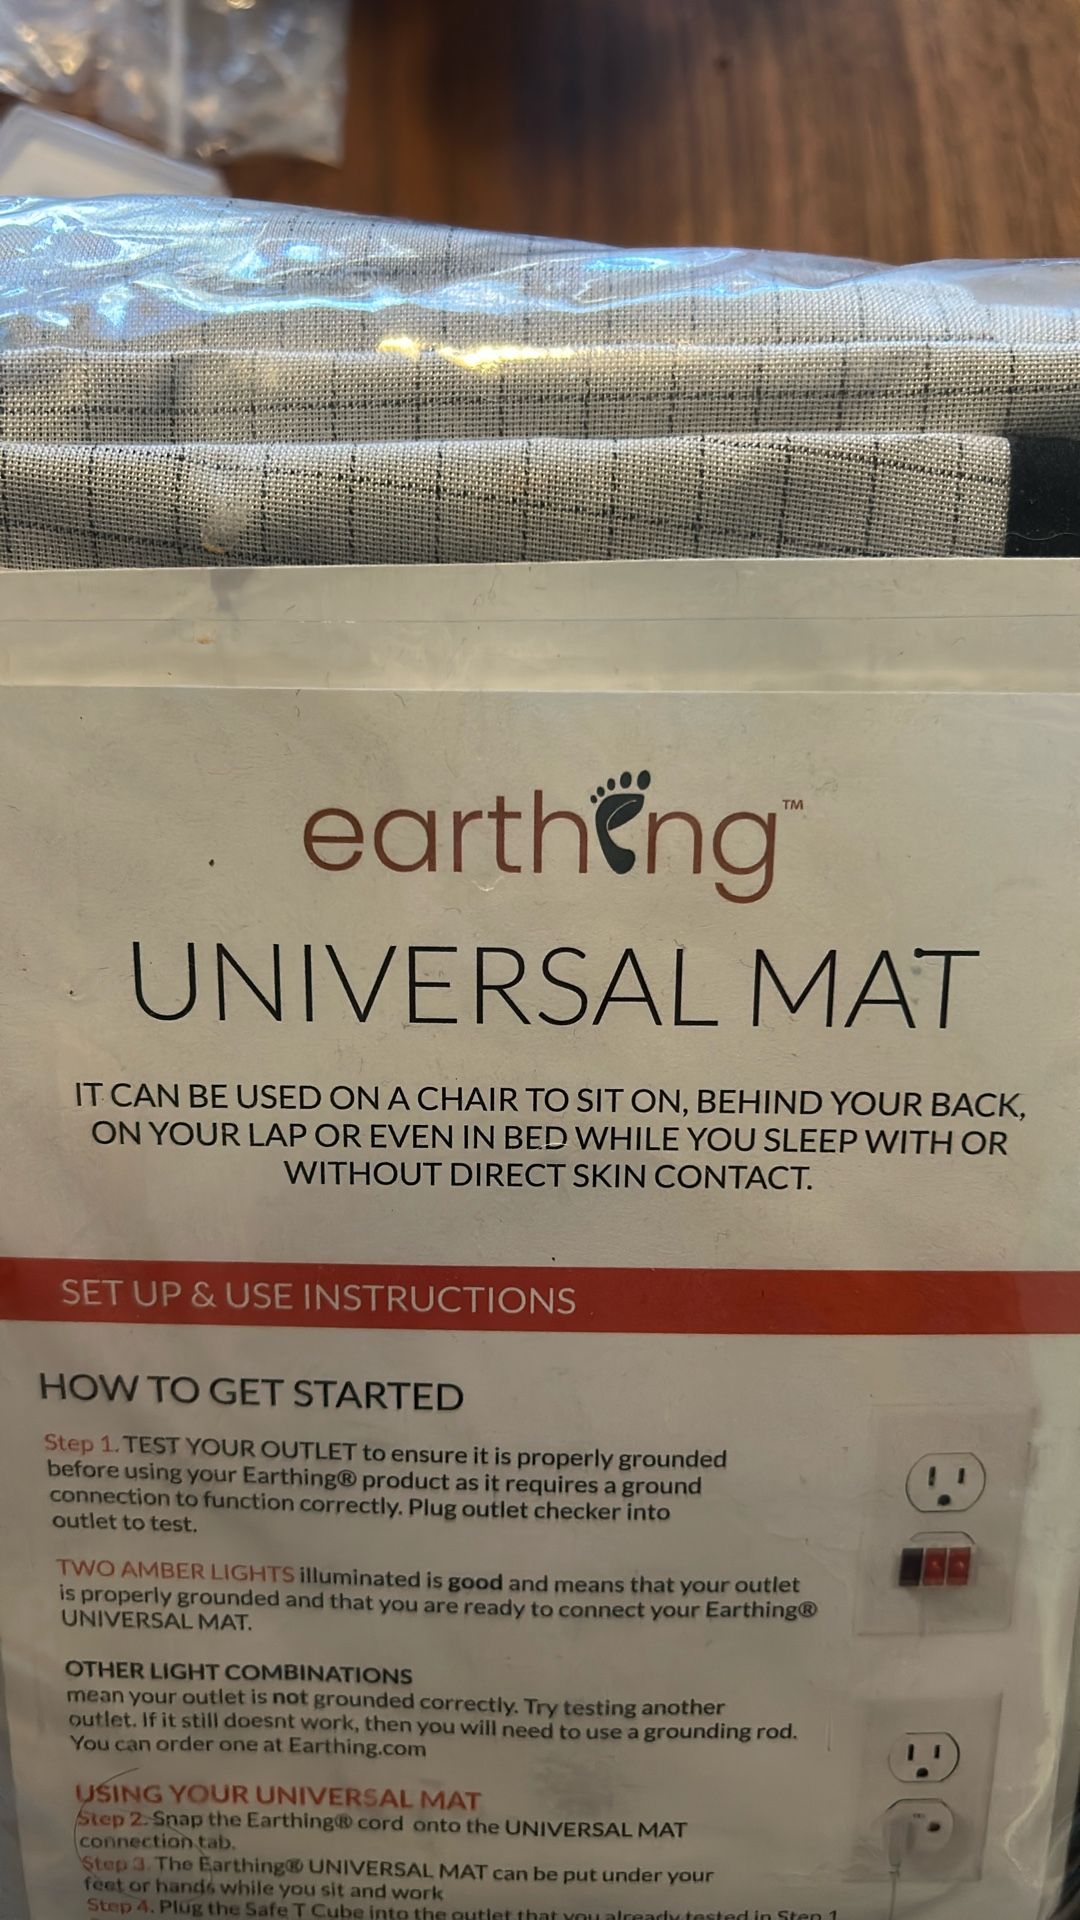 earthing™
UNIVERSAL MAT
IT CAN BE USED ON A CHAIR TO SIT ON, BEHIND YOUR BACK,
ON YOUR LAP OR EVEN IN BED WHILE YOU SLEEP WITH OR
WITHOUT DIRECT SKIN CONTACT.
SET UP & USE INSTRUCTIONS
HOW TO GET STARTED
Step 1. TEST YOUR OUTLET to ensure it is properly grounded
before using your Earthing® product as it requires a ground
connection to function correctly. Plug outlet checker into
outlet to test.
TWO AMBER LIGHTS illuminated is good and means that your outlet
is properly grounded and that you are ready to connect your Earthing®
UNIVERSAL MAT.
OTHER LIGHT COMBINATIONS
mean your outlet is not grounded correctly. Try testing another
outlet. If it still doesnt work, then you will need to use a grounding rod.
You can order one at Earthing.com
USING YOUR UNIVERSAL MAT
Step 2. Snap the Earthing® cord onto the UNIVERSAL MAT
connection tab.
Step 3. The Earthing® UNIVERSAL MAT can be put under your
feet or hands while you sit and work
Step 4. Plug the Safe T Cube into the outlet that you already tested in Step 1